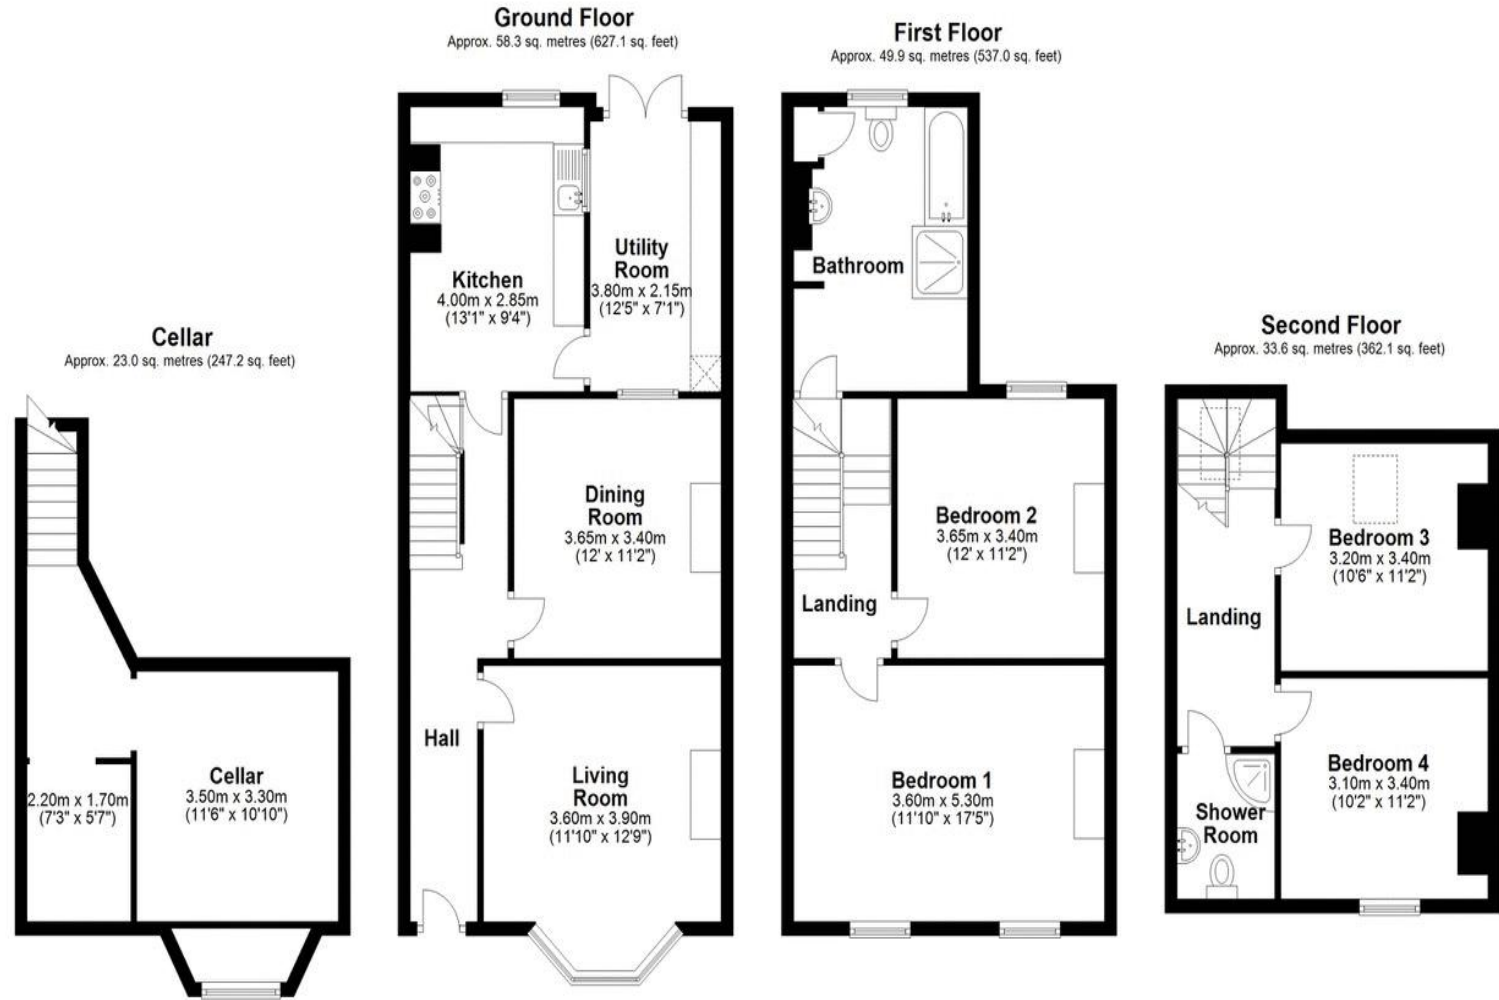 Cellar
Approx. 23.0 sq. metres (247.2 sq. feet)
2.20m x 1.70m
(7'3" x 5'7")
Cellar
3.50m x 3.30m
(11'6" x 10'10")
Ground Floor
Approx. 58.3 sq. metres (627.1 sq. feet)
Kitchen
4.00m x 2.85m
(13'1" x 9'4")
Utility
Room
3.80m x 2.15m
(12'5" x 7'1")
Dining
Room
3.65m x 3.40m
(12' x 11'2")
Hall
Living
Room
3.60m x 3.90m
(11'10" x 12'9")
First Floor
Approx. 49.9 sq. metres (537.0 sq. feet)
Bathroom
Bedroom 2
3.65m x 3.40m
(12' x 11'2")
Landing
Bedroom 1
3.60m x 5.30m
(11'10" x 17'5")
Second Floor
Approx. 33.6 sq. metres (362.1 sq. feet)
Bedroom 3
3.20m x 3.40m
(10'6" x 11'2")
Landing
Bedroom 4
3.10m x 3.40m
(10'2" x 11'2")
Shower
Room